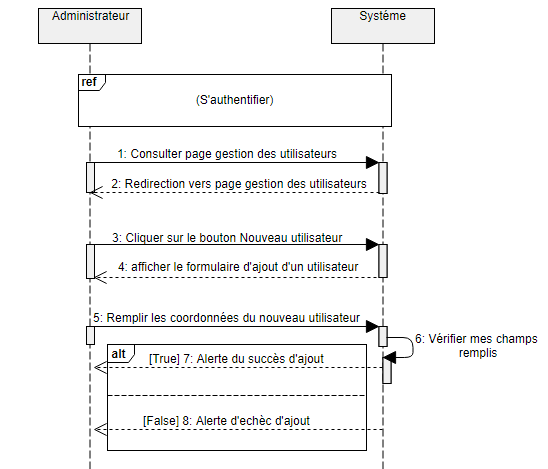 Administrateur
Systéme
ref
(S'authentifier)
1: Consulter page gestion des utilisateurs
2: Redirection vers page gestion des utilisateurs
3: Cliquer sur le bouton Nouveau utilisateur
4: afficher le formulaire d'ajout d'un utilisateur
5: Remplir les coordonnées du nouveau utilisateur
6: Vérifier mes champs
remplis
alt
[True] 7: Alerte du succès d'ajout
[False] 8: Alerte d'echèc d'ajout